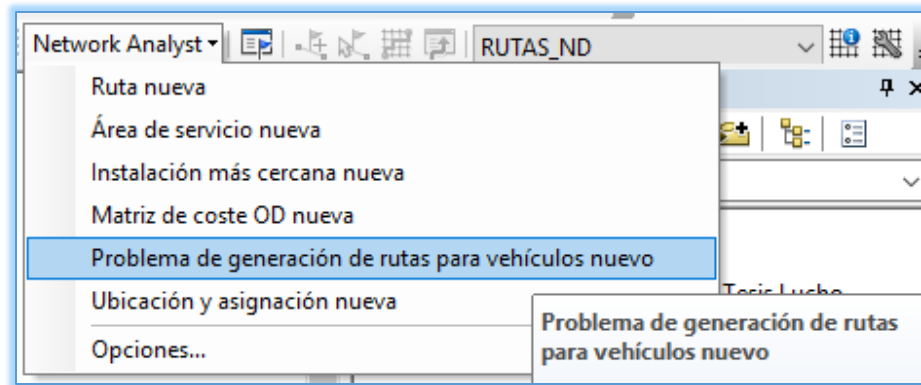 Network Analyst
RUTAS_ND
Ruta nueva
Área de servicio nueva
Instalación más cercana nueva
Matriz de coste OD nueva
Problema de generación de rutas para vehículos nuevo
Ubicación y asignación nueva
Tesis Lucho
Problema de generación de rutas
para vehículos nuevo
Opciones...